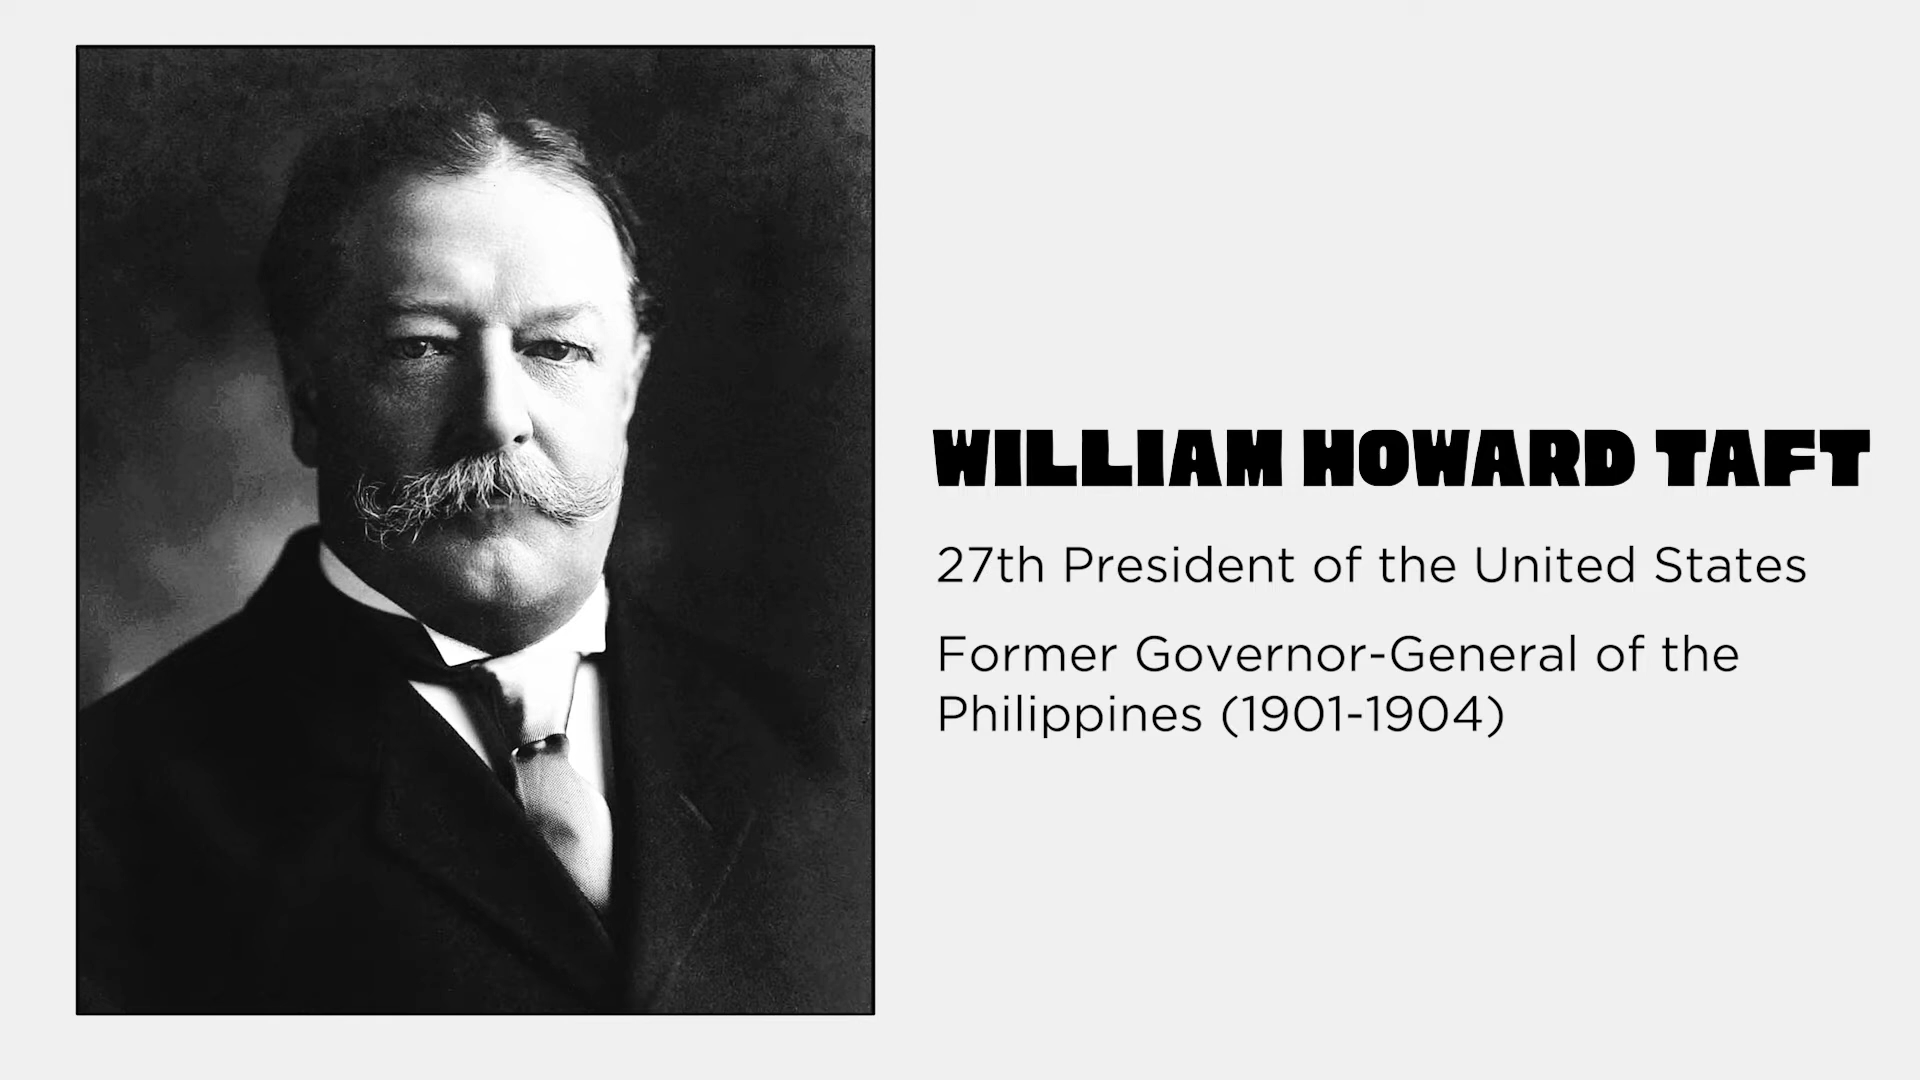 WILLIAM HOWARD TAFT
27th President of the United States
Former Governor-General of the
Philippines (1901-1904)